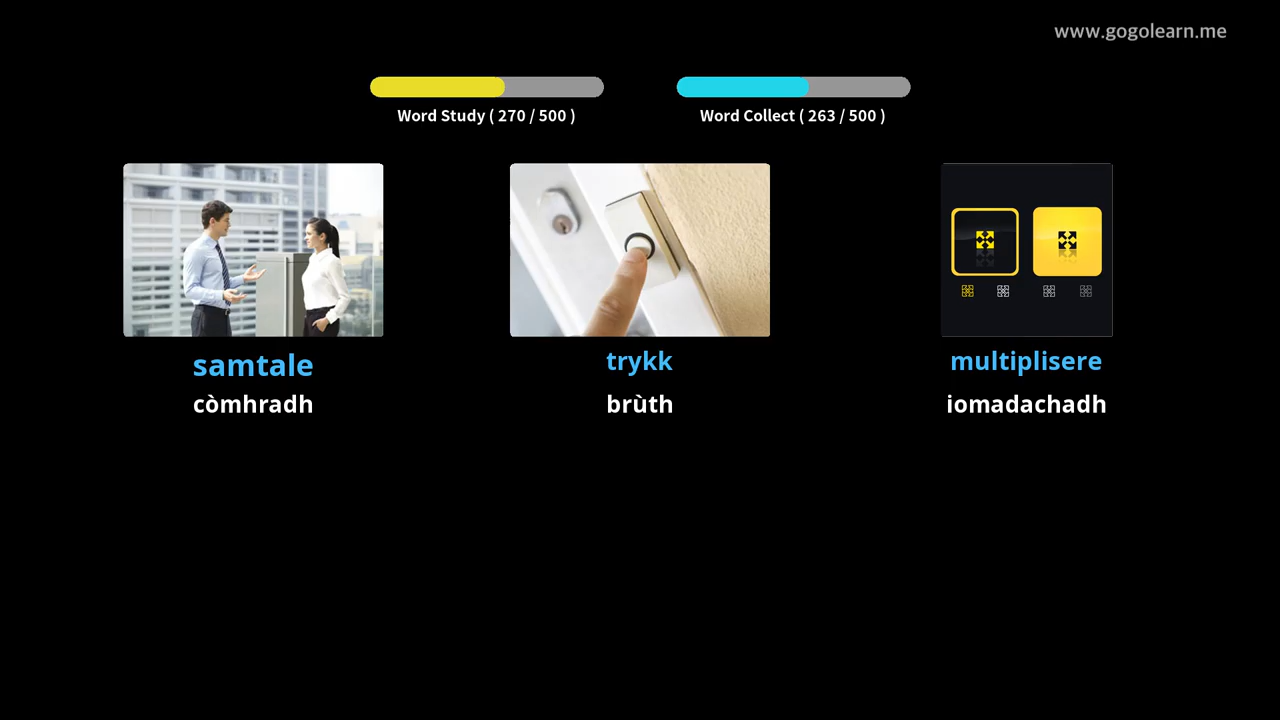 www.gogolearn.me
Word Study ( 270 / 500 )
Word Collect ( 263 / 500 )
samtale
trykk
multiplisere
còmhradh
brùth
iomadachadh